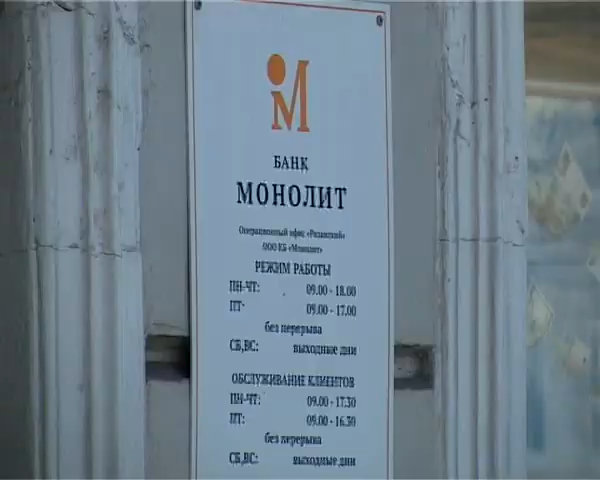 М
БАНК
МОНОЛИТ
Операционный офис «Рязанский»
ООО КБ «Монолит»
РЕЖИМ РАБОТЫ
ПН-ЧТ: 09.00 - 18.00
ПТ: 09.00 - 17.00
без перерыва
СБ,ВС: выходные дни
ОБСЛУЖИВАНИЕ КЛИЕНТОВ
ПН-ЧТ: 09.00 - 17.30
ПТ: 09.00 - 16.30
без перерыва
СБ,ВС: выходные дни